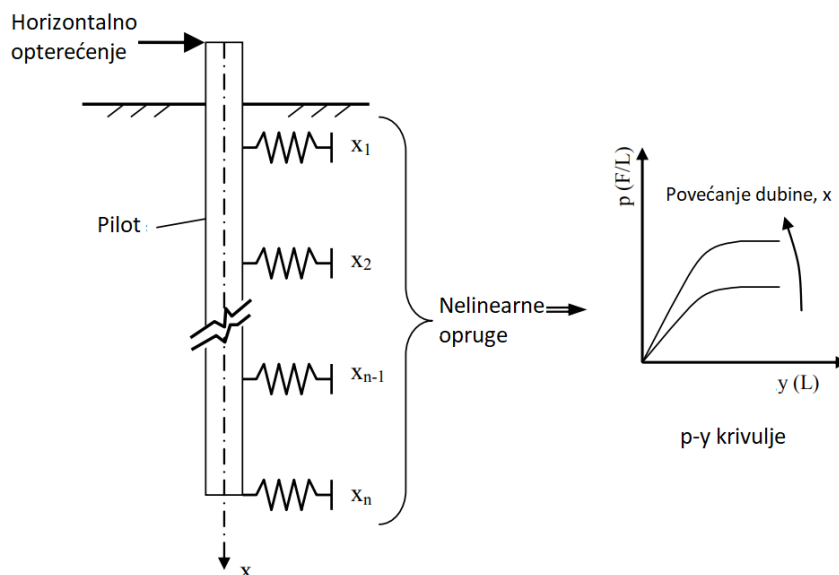 Horizontalno
opterećenje
Pilot
x1
x2
xn-1
xn
x
Nelinearne
opruge
p (F/L)
Povećanje dubine, x
y (L)
p-y krivulje